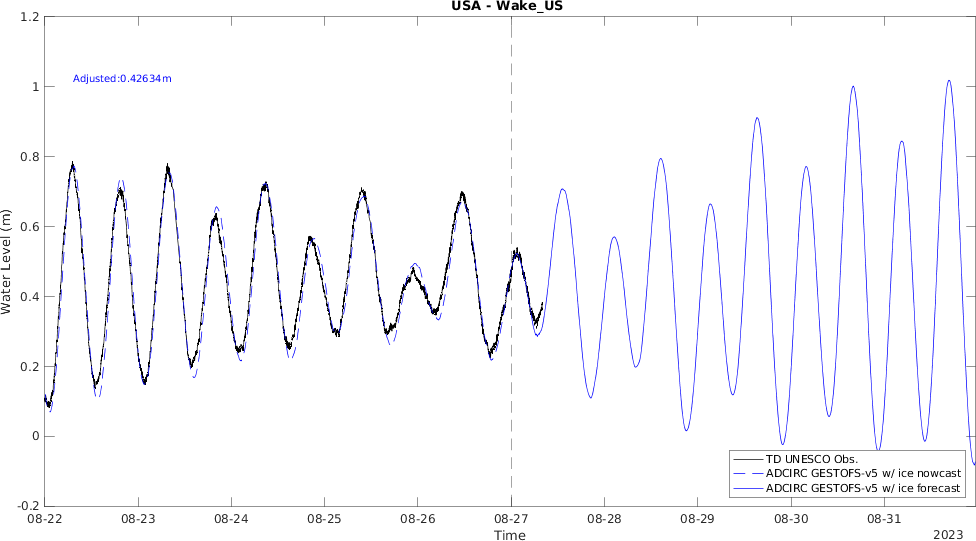 USA - Wake_US
Adjusted:0.42634m
Water Level (m)
1.2
1
0.8
0.6
0.4
0.2
0
-0.2
TD UNESCO Obs.
ADCIRC GESTOFS-v5 w/ ice nowcast
ADCIRC GESTOFS-v5 w/ ice forecast
08-22 08-23 08-24 08-25 08-26 08-27 08-28 08-29 08-30 08-31
Time
2023